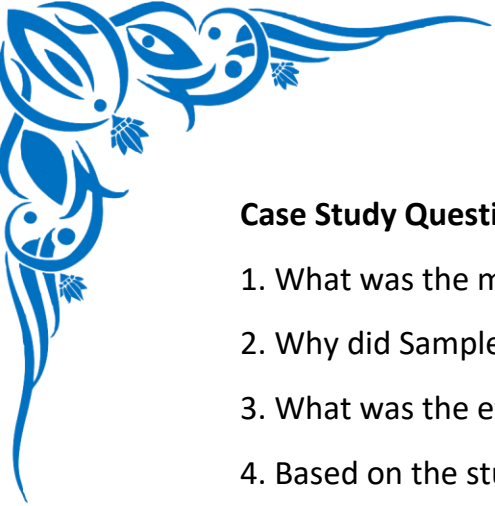 Case Study Questi
1. What was the m
2. Why did Sample
3. What was the e
4. Based on the stu